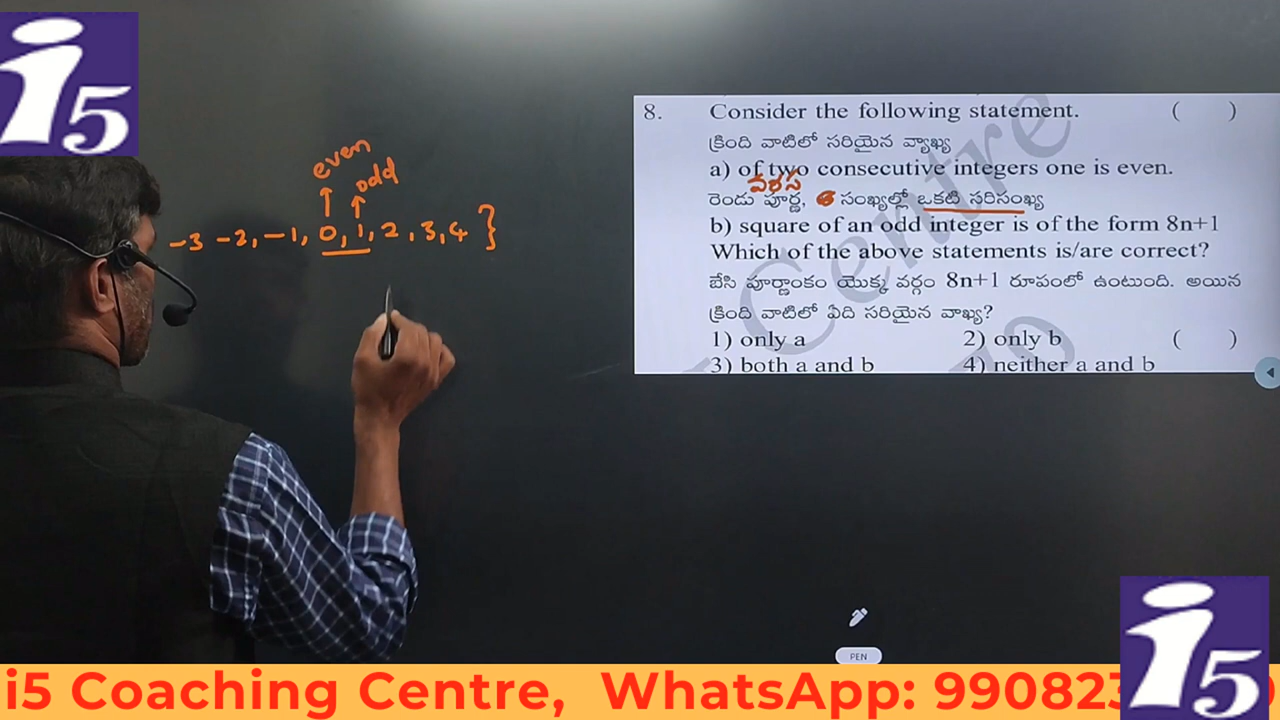 i5
8. Consider the following statement. ( )
క్రింది వాటిలో సరియైన వ్యాఖ్య
a) of two consecutive integers one is even.
వరస
రెండు పూర్ణ, సంఖ్యల్లో ఒకటి సరిసంఖ్య
b) square of an odd integer is of the form 8n+1
Which of the above statements is/are correct?
బేసి పూర్ణాంకం యొక్క వర్గం 8n+1 రూపంలో ఉంటుంది. అయిన
క్రింది వాటిలో ఏది సరియైన వాఖ్య?
1) only a 2) only b ( )
3) both a and b 4) neither a and b
even
odd
-3 -2, -1, 0, 1, 2, 3, 4 }
Centre
PEN
i5 Coaching Centre, WhatsApp: 99082
i5